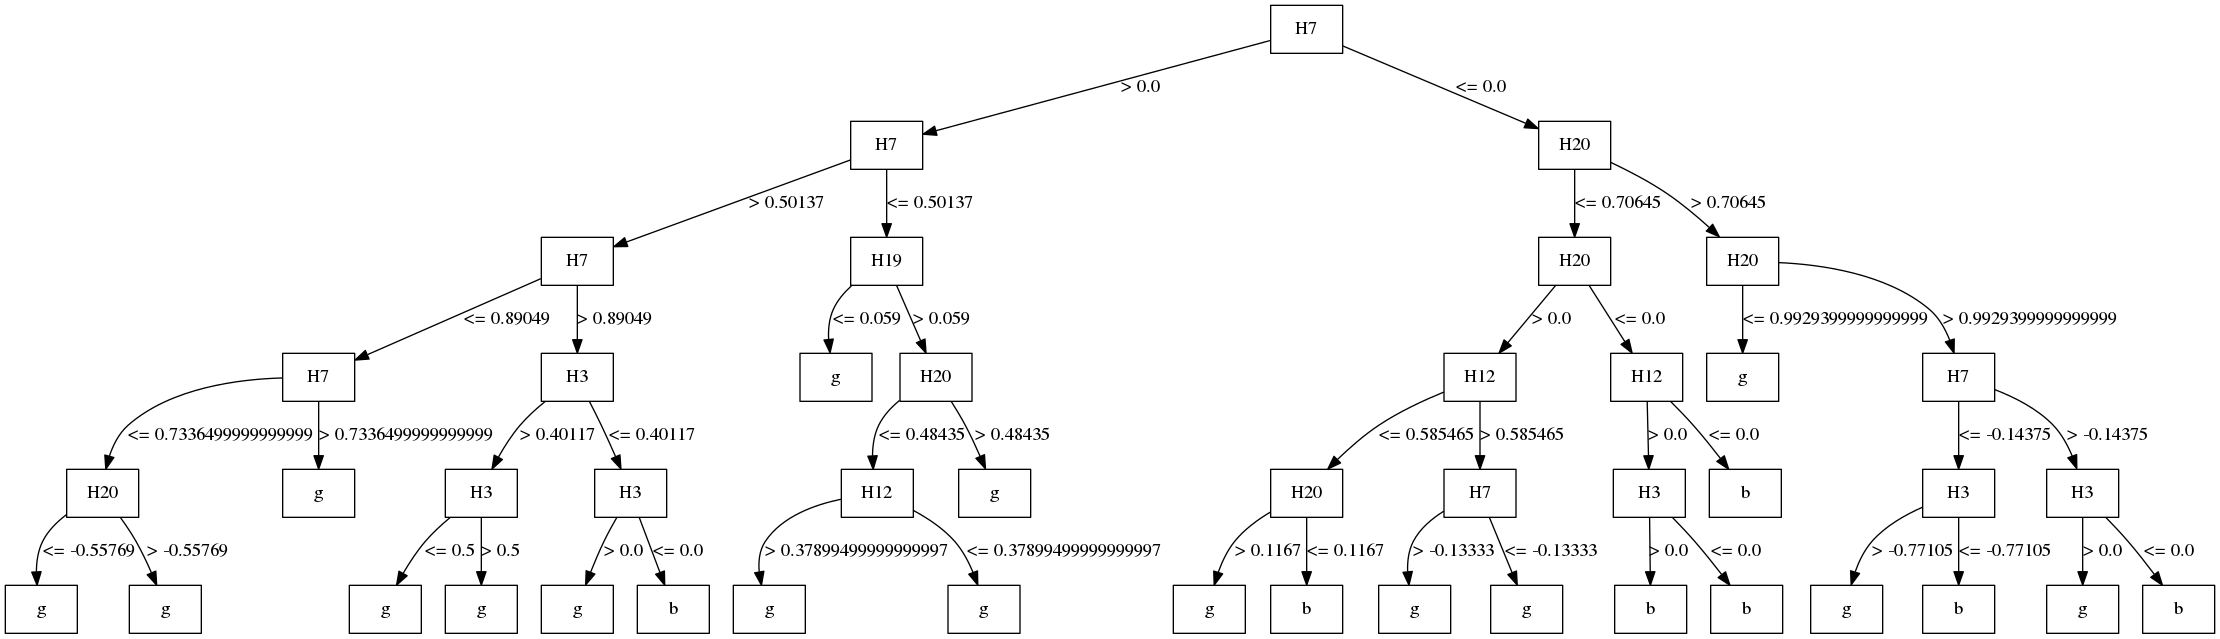 H7
> 0.0 <= 0.0
H7 H20
> 0.50137 <= 0.50137 <= 0.70645 > 0.70645
H7 H19 H20 H20
<= 0.89049 > 0.89049 <= 0.059 > 0.059 > 0.0 <= 0.0 <= 0.9929399999999999 > 0.9929399999999999
H7 H3 g H20 H12 H12 g H7
<= 0.7336499999999999 > 0.7336499999999999 > 0.40117 <= 0.40117 <= 0.48435 > 0.48435 <= 0.585465 > 0.585465 > 0.0 <= 0.0 <= -0.14375 > -0.14375
H20 g H3 H3 H12 g H20 H7 H3 b H3 H3
<= -0.55769 > -0.55769 <= 0.5 > 0.5 > 0.0 <= 0.0 > 0.37899499999999997 <= 0.37899499999999997 > 0.1167 <= 0.1167 > -0.13333 <= -0.13333 > 0.0 <= 0.0 > -0.77105 <= -0.77105 > 0.0 <= 0.0
g g g g g b g g g b g g b b g b g b